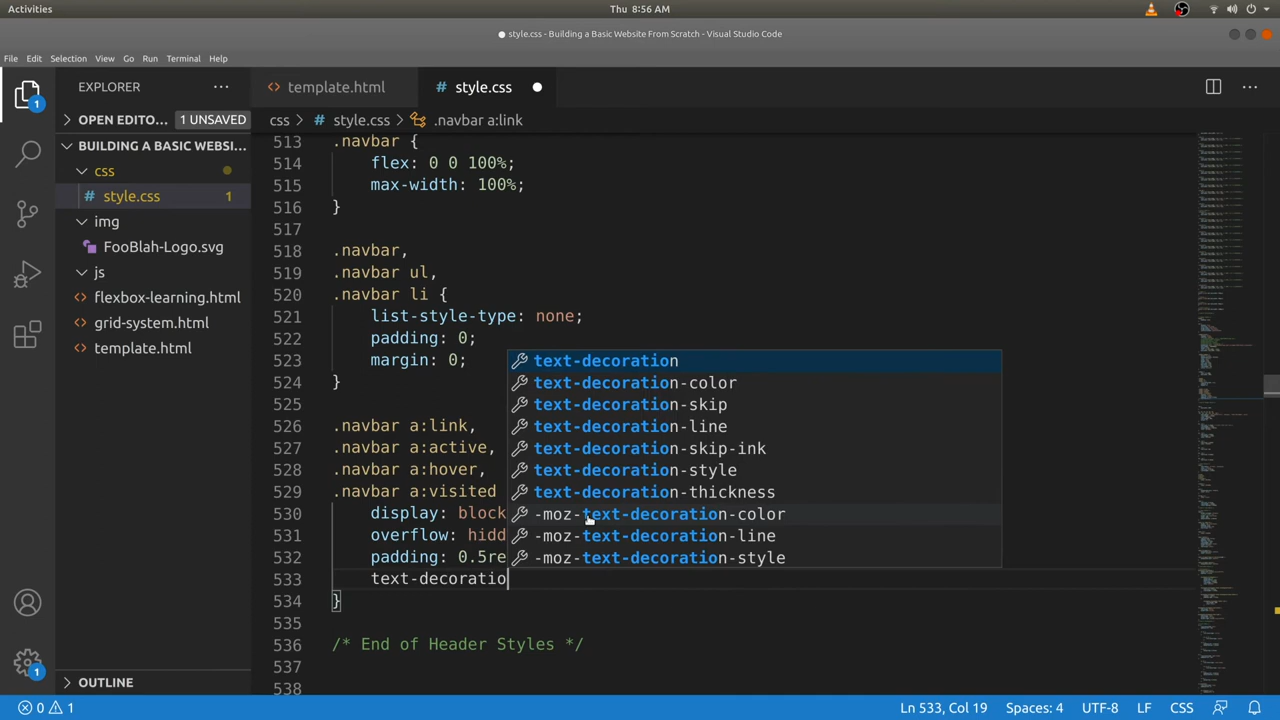 Activities
Thu 8:56 AM
● style.css - Building a Basic Website From Scratch - Visual Studio Code
File Edit Selection View Go Run Terminal Help
EXPLORER ···
template.html
# style.css ●
OPEN EDITO... 1 UNSAVED
css > # style.css > .navbar a:link
BUILDING A BASIC WEBSI...
css
# style.css 1
img
FooBlah-Logo.svg
js
flexbox-learning.html
grid-system.html
template.html
OUTLINE
1
1
513 .navbar {
514 flex: 0 0 100%;
515 max-width: 100%;
516 }
517
518 .navbar,
519 .navbar ul,
520 .navbar li {
521 list-style-type: none;
522 padding: 0;
523 margin: 0;
524 }
525
526 .navbar a:link,
527 .navbar a:active,
528 .navbar a:hover,
529 .navbar a:visited
530 display: block
531 overflow: hid
532 padding: 0.5r
533 text-decoratio
534 }
535
536 /* End of Header Styles */
537
538
text-decoration
text-decoration-color
text-decoration-skip
text-decoration-line
text-decoration-skip-ink
text-decoration-style
text-decoration-thickness
-moz-text-decoration-color
-moz-text-decoration-line
-moz-text-decoration-style
0 1
Ln 533, Col 19 Spaces: 4 UTF-8 LF CSS